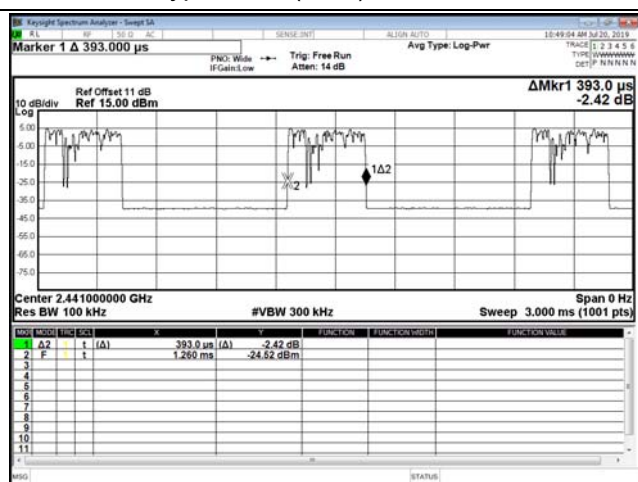 Keysight Spectrum Analyzer - Swept SA
RL RF 50 Ω AC SENSE:INT ALIGN AUTO 10:49:04 AM Jul 20, 2019
Marker 1 Δ 393.000 µs
PNO: Wide Trig: Free Run Avg Type: Log-Pwr TRACE 1 2 3 4 5 6
IFGain:Low Atten: 14 dB TYPE WWWWWW
DET P NNNNN
ΔMkr1 393.0 µs
-2.42 dB
Ref Offset 11 dB
10 dB/div Ref 15.00 dBm
Log
5.00
-5.00
-15.0
-25.0
-35.0
-45.0
-55.0
-65.0
-75.0
2
1Δ2
Center 2.441000000 GHz Span 0 Hz
Res BW 100 kHz #VBW 300 kHz Sweep 3.000 ms (1001 pts)
MKR MODE TRC SCL X Y FUNCTION FUNCTION WIDTH FUNCTION VALUE
1 Δ2 1 t (Δ) 393.0 µs (Δ) -2.42 dB
2 F 1 t 1.260 ms -24.52 dBm
3
4
5
6
7
8
9
10
11
MSG STATUS